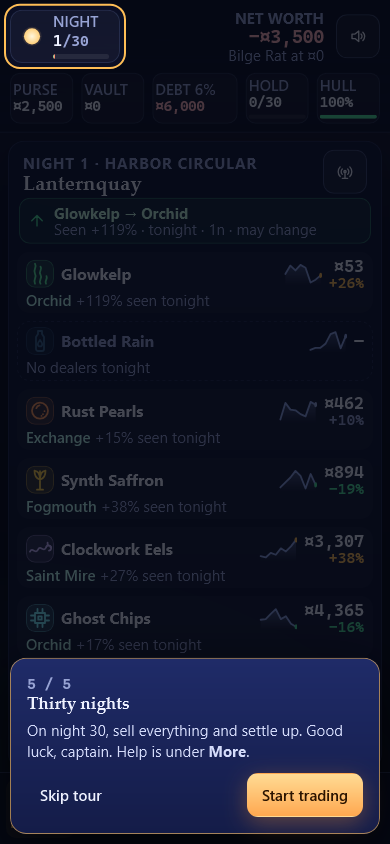 NIGHT
1/30
NET WORTH
−¤3,500
Bilge Rat at ¤0
PURSE
¤2,500
VAULT
¤0
DEBT 6%
¤6,000
HOLD
0/30
HULL
100%
NIGHT 1 · HARBOR CIRCULAR
Lanternquay
Glowkelp → Orchid
Seen +119% · tonight · 1n · may change
Glowkelp
¤53
+26%
Orchid +119% seen tonight
Bottled Rain
–
No dealers tonight
Rust Pearls
¤462
+10%
Exchange +15% seen tonight
Synth Saffron
¤894
−19%
Fogmouth +38% seen tonight
Clockwork Eels
¤3,307
+38%
Saint Mire +27% seen tonight
Ghost Chips
¤4,365
−16%
Orchid +17% seen tonight
5 / 5
Thirty nights
On night 30, sell everything and settle up. Good
luck, captain. Help is under More.
Skip tour
Start trading